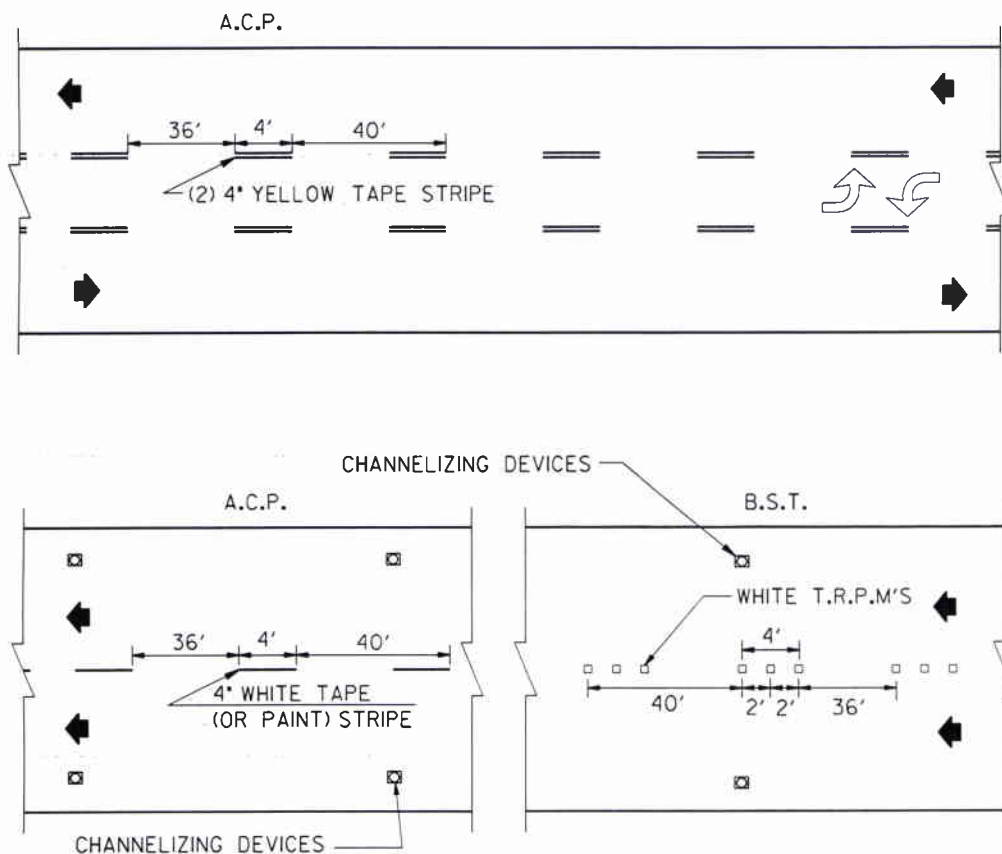 A.C.P.
36' 4' 40'
(2) 4" YELLOW TAPE STRIPE
CHANNELIZING DEVICES
A.C.P.
B.S.T.
WHITE T.R.P.M'S
36' 4' 40'
4'
4" WHITE TAPE
(OR PAINT) STRIPE
40' 2' 2' 36'
CHANNELIZING DEVICES